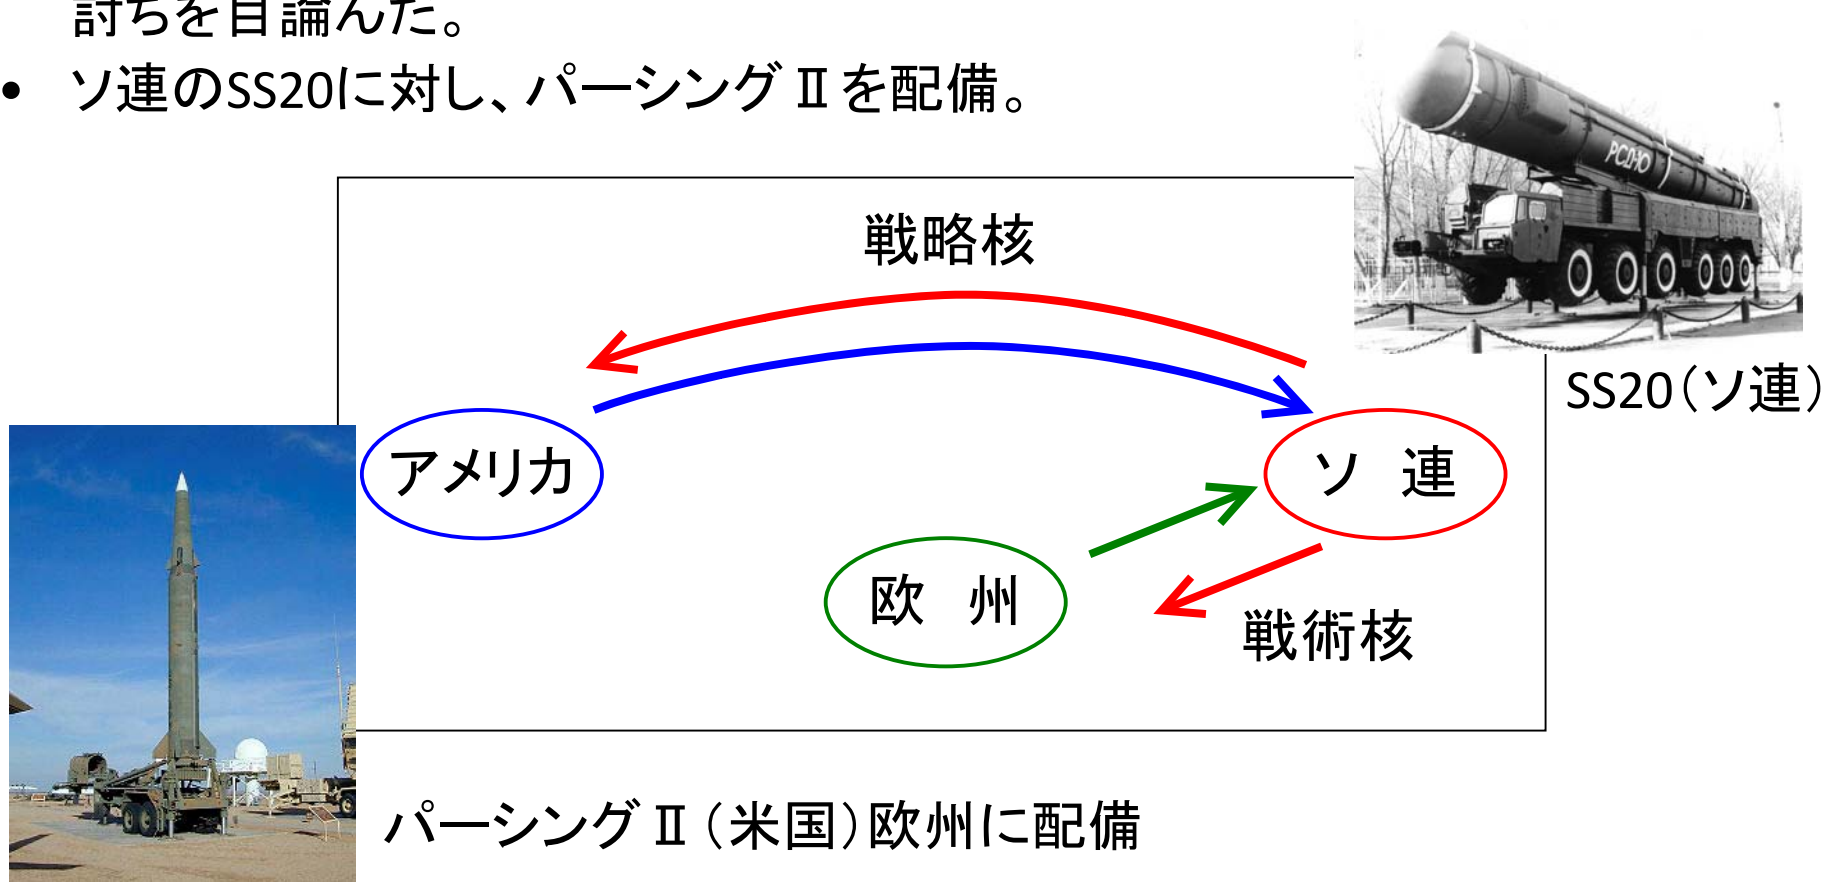 討ちを目論んだ。
• ソ連のSS20に対し、パーシングⅡを配備。
戦略核
РСД-10
SS20（ソ連）
アメリカ
ソ　連
欧　州
戦術核
パーシングⅡ（米国）欧州に配備